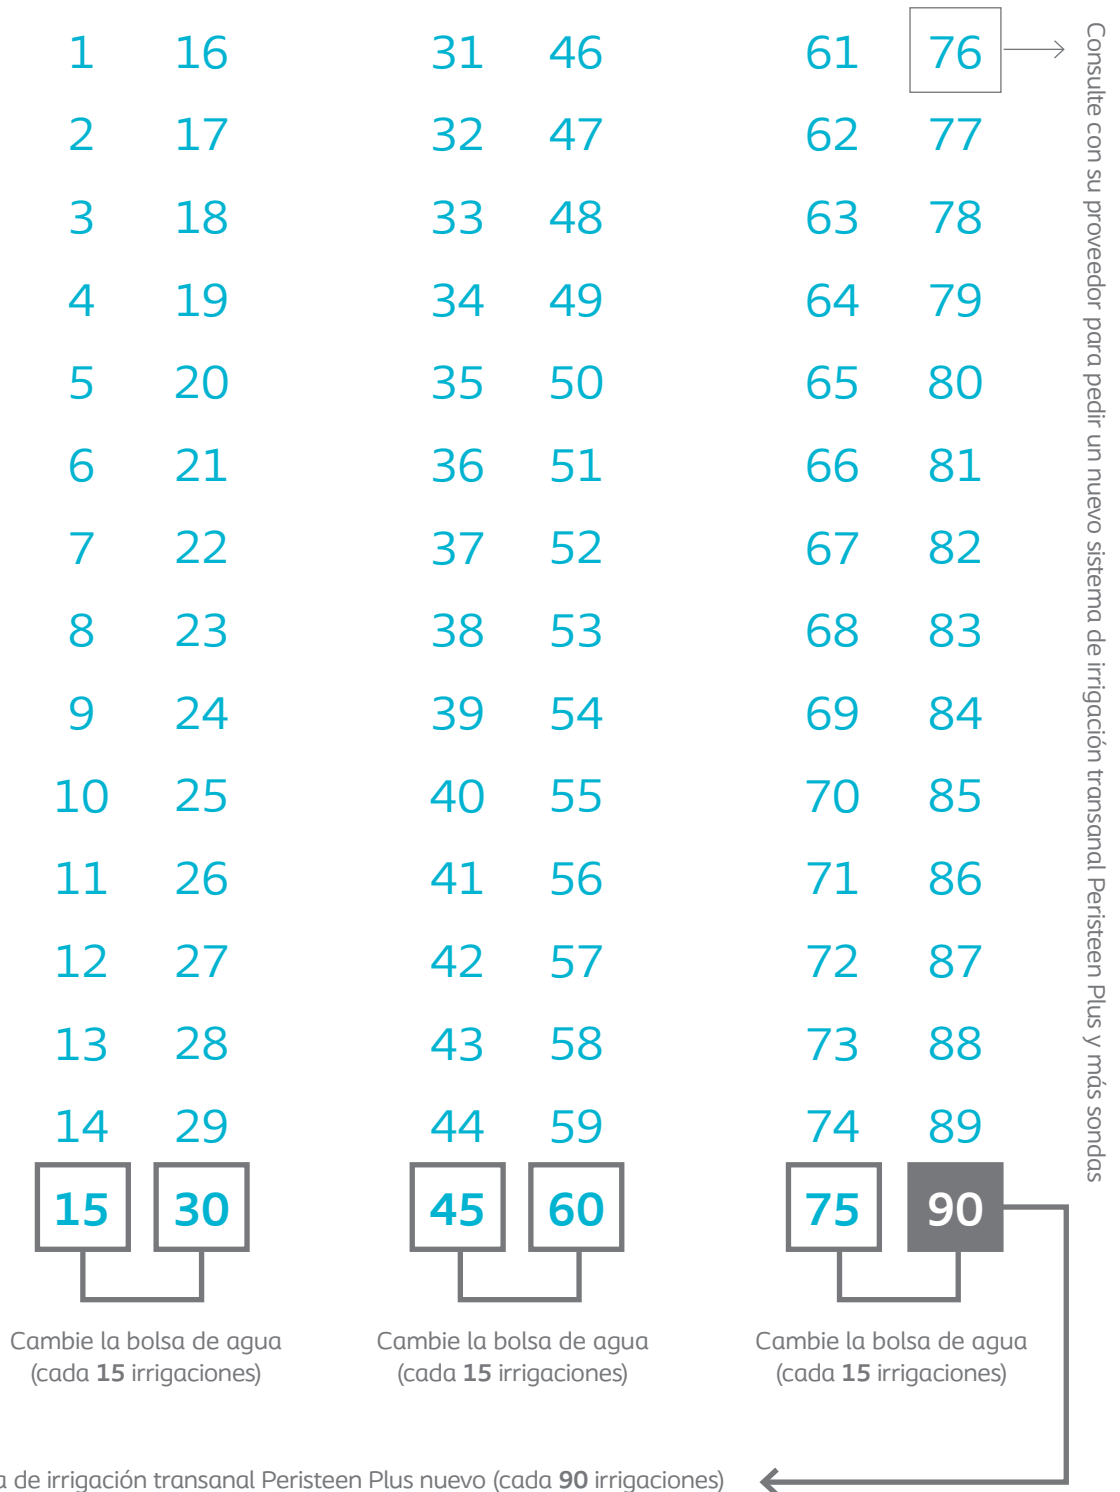 1 16 31 46 61 76
2 17 32 47 62 77
3 18 33 48 63 78
4 19 34 49 64 79
5 20 35 50 65 80
6 21 36 51 66 81
7 22 37 52 67 82
8 23 38 53 68 83
9 24 39 54 69 84
10 25 40 55 70 85
11 26 41 56 71 86
12 27 42 57 72 87
13 28 43 58 73 88
14 29 44 59 74 89
15 30 45 60 75 90
Consulte con su proveedor para pedir un nuevo sistema de irrigación transanal Peristeen Plus y más sondas
Cambie la bolsa de agua
(cada 15 irrigaciones)
Cambie la bolsa de agua
(cada 15 irrigaciones)
Cambie la bolsa de agua
(cada 15 irrigaciones)
de irrigación transanal Peristeen Plus nuevo (cada 90 irrigaciones)